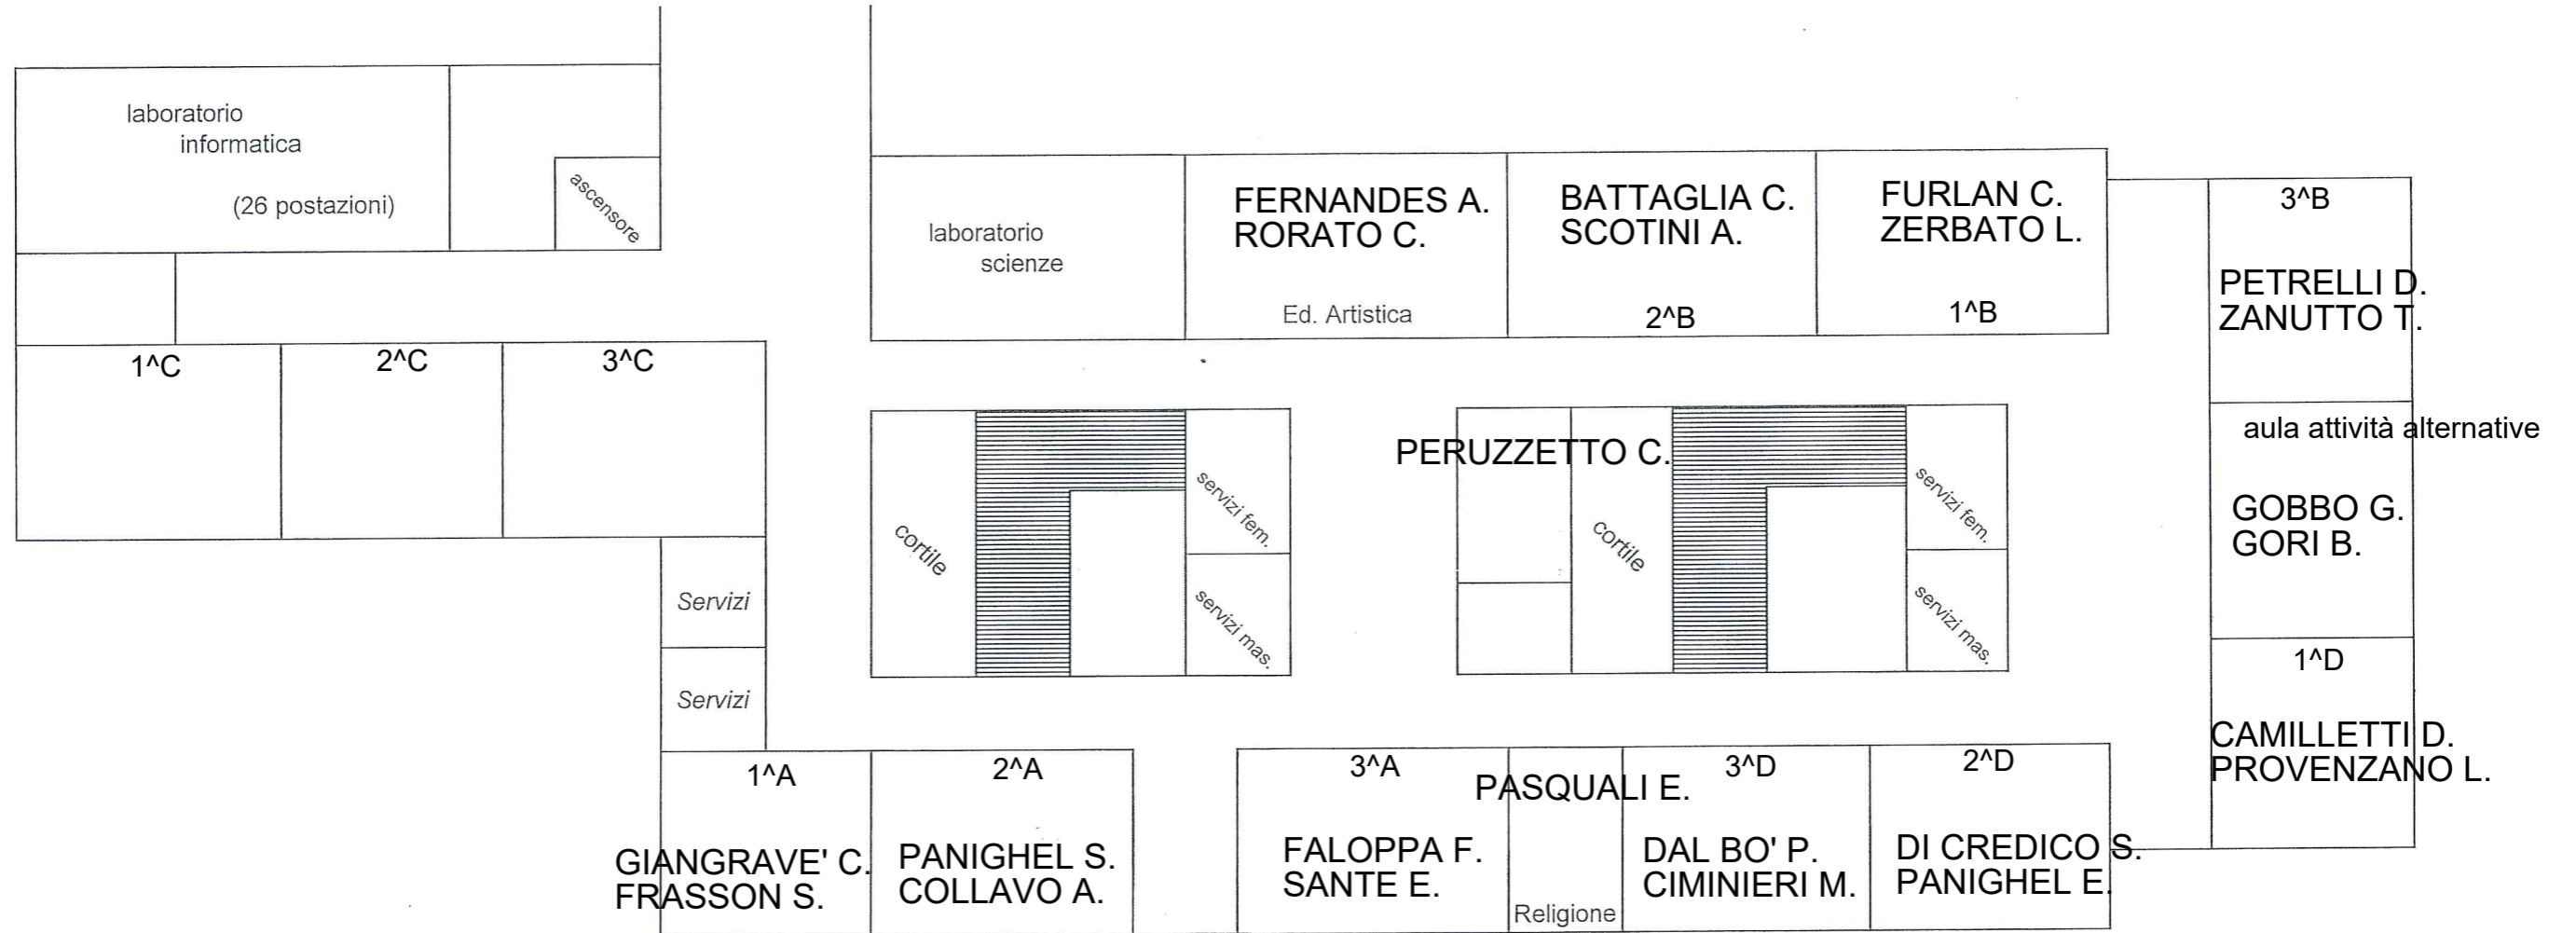 laboratorio
informatica
(26 postazioni)
ascensore
laboratorio
scienze
FERNANDES A.
RORATO C.
Ed. Artistica
BATTAGLIA C.
SCOTINI A.
2^B
FURLAN C.
ZERBATO L.
1^B
3^B
PETRELLI D.
ZANUTTO T.
1^C
2^C
3^C
cortile
servizi fem.
servizi mas.
PERUZZETTO C.
cortile
servizi fem.
servizi mas.
aula attività alternative
GOBBO G.
GORI B.
Servizi
Servizi
1^D
CAMILLETTI D.
PROVENZANO L.
1^A
GIANGRAVE' C.
FRASSON S.
2^A
PANIGHEL S.
COLLAVO A.
3^A
FALOPPA F.
SANTE E.
PASQUALI E.
Religione
3^D
DAL BO' P.
CIMINIERI M.
2^D
DI CREDICO S.
PANIGHEL E.